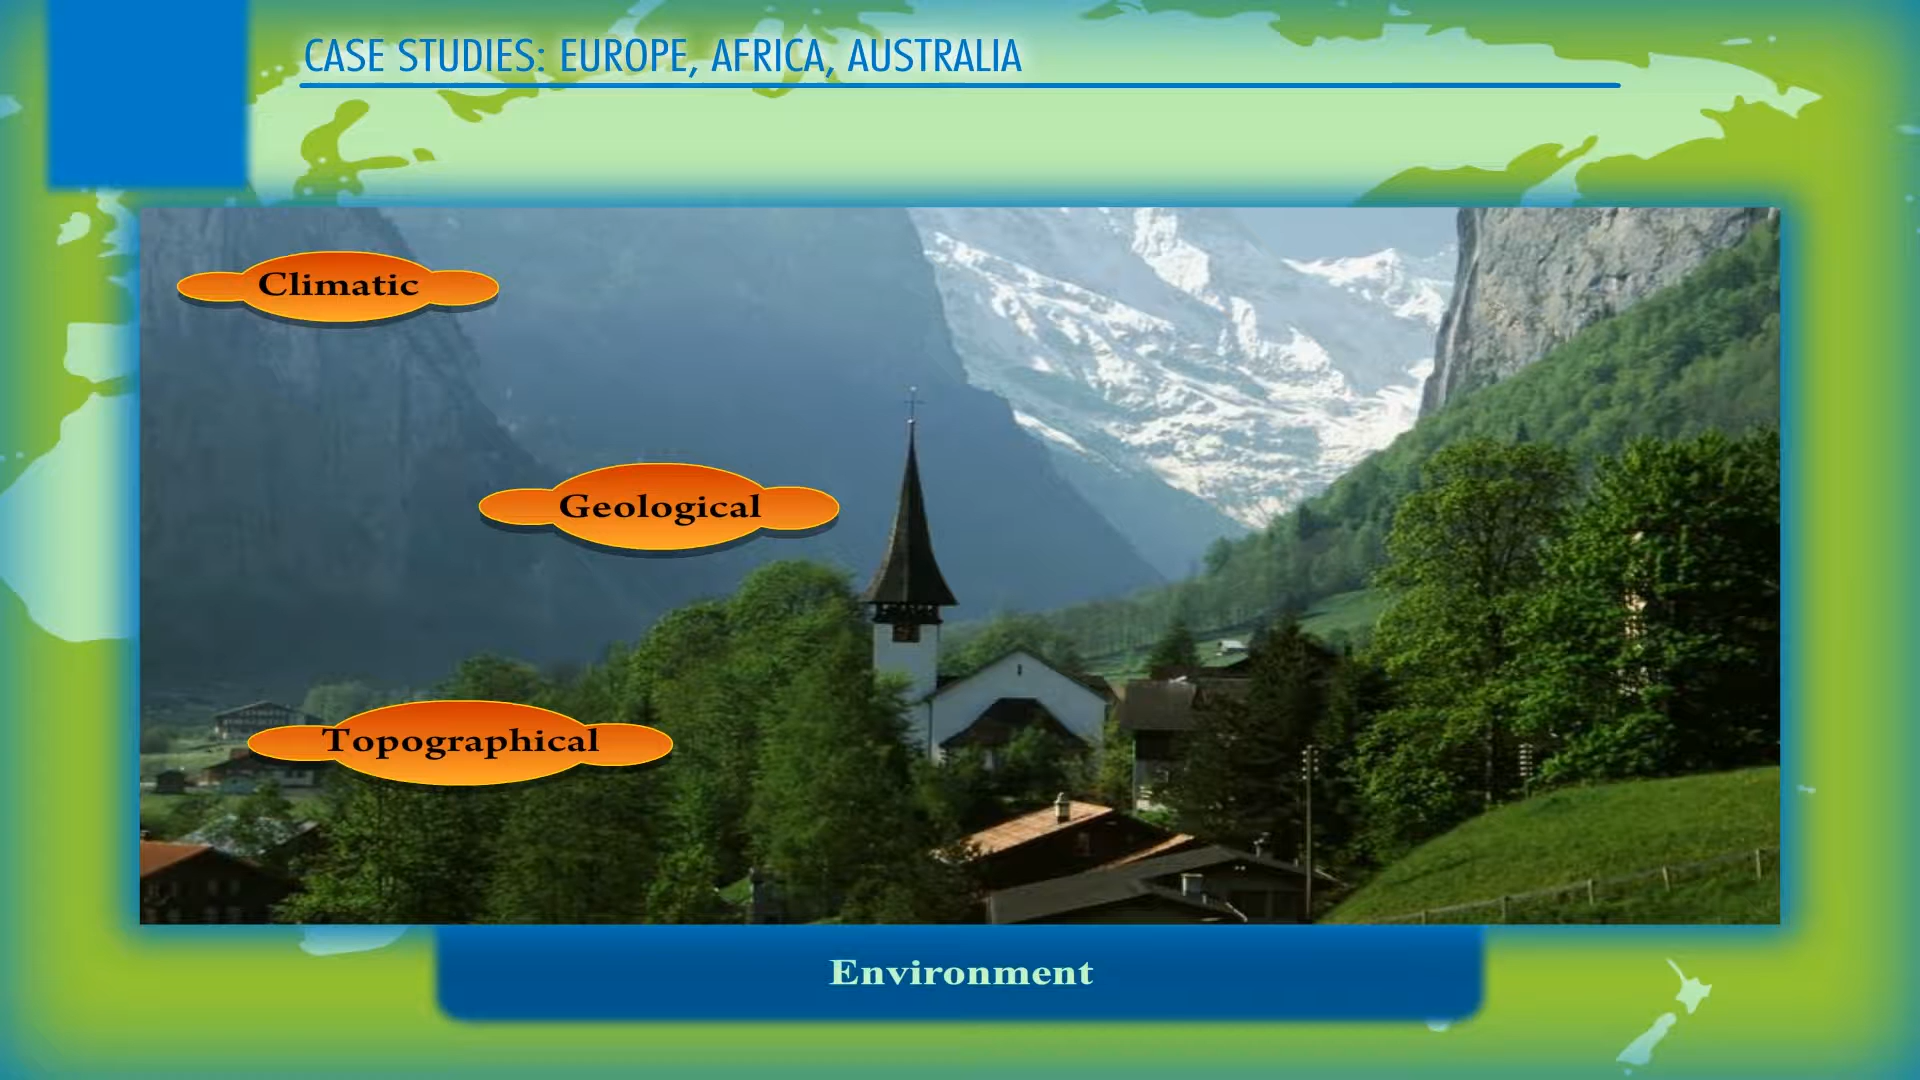 CASE STUDIES: EUROPE, AFRICA, AUSTRALIA
Climatic
Geological
Topographical
Environment